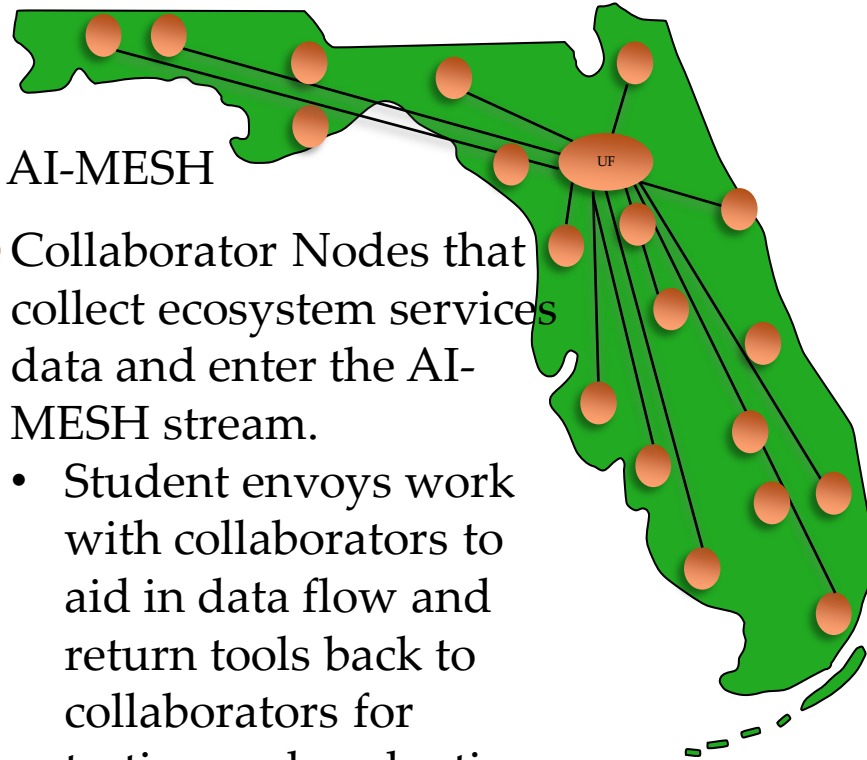 UF
AI-MESH
Collaborator Nodes that
collect ecosystem services
data and enter the AI-
MESH stream.
• Student envoys work
with collaborators to
aid in data flow and
return tools back to
collaborators for